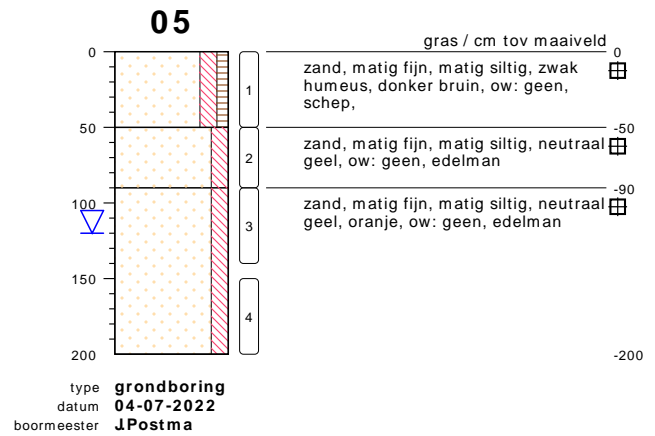 05
gras / cm tov maaiveld
0
0
zand, matig fijn, matig siltig, zwak
humeus, donker bruin, ow: geen,
schep,
1
50
-50
zand, matig fijn, matig siltig, neutraal
geel, ow: geen, edelman
2
-90
100
zand, matig fijn, matig siltig, neutraal
geel, oranje, ow: geen, edelman
3
150
4
200
-200
type grondboring
datum 04-07-2022
boormeester J.Postma